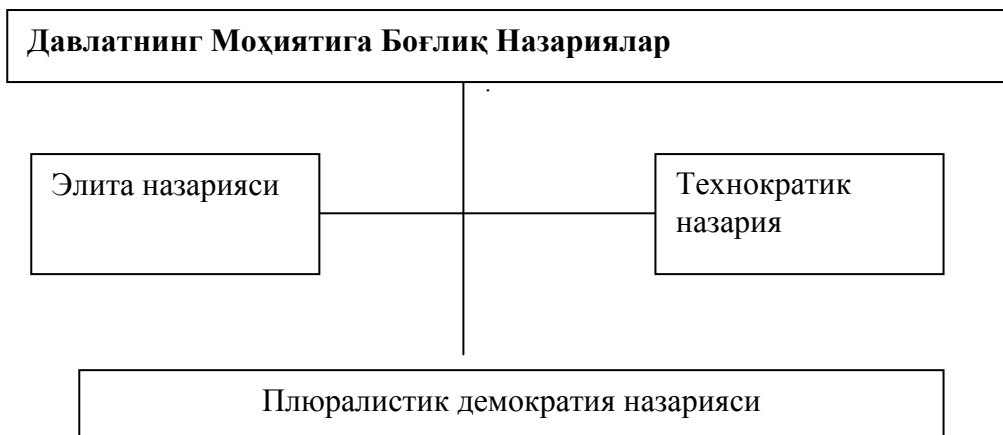 Давлатнинг Моҳиятига Боғлиқ Назариялар
Элита назарияси
Технократик
назария
Плюралистик демократия назарияси